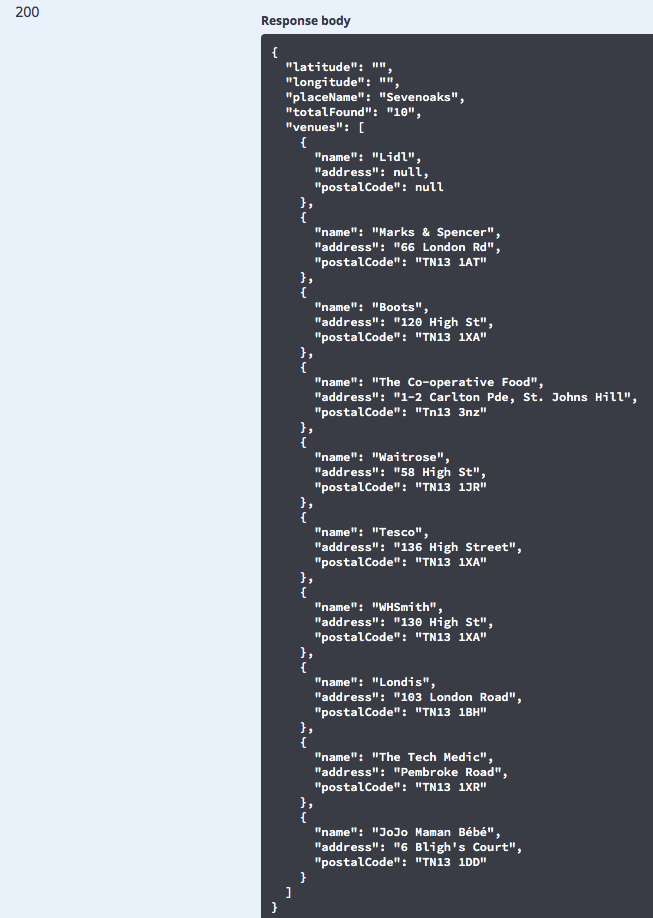 200
Response body
{
  "latitude": "",
  "longitude": "",
  "placeName": "Sevenoaks",
  "totalFound": "10",
  "venues": [
    {
      "name": "Lidl",
      "address": null,
      "postalCode": null
    },
    {
      "name": "Marks & Spencer",
      "address": "66 London Rd",
      "postalCode": "TN13 1AT"
    },
    {
      "name": "Boots",
      "address": "120 High St",
      "postalCode": "TN13 1XA"
    },
    {
      "name": "The Co-operative Food",
      "address": "1-2 Carlton Pde, St. Johns Hill",
      "postalCode": "Tn13 3nz"
    },
    {
      "name": "Waitrose",
      "address": "58 High St",
      "postalCode": "TN13 1JR"
    },
    {
      "name": "Tesco",
      "address": "136 High Street",
      "postalCode": "TN13 1XA"
    },
    {
      "name": "WHSmith",
      "address": "130 High St",
      "postalCode": "TN13 1XA"
    },
    {
      "name": "Londis",
      "address": "103 London Road",
      "postalCode": "TN13 1BH"
    },
    {
      "name": "The Tech Medic",
      "address": "Pembroke Road",
      "postalCode": "TN13 1XR"
    },
    {
      "name": "JoJo Maman Bébé",
      "address": "6 Bligh's Court",
      "postalCode": "TN13 1DD"
    }
  ]
}